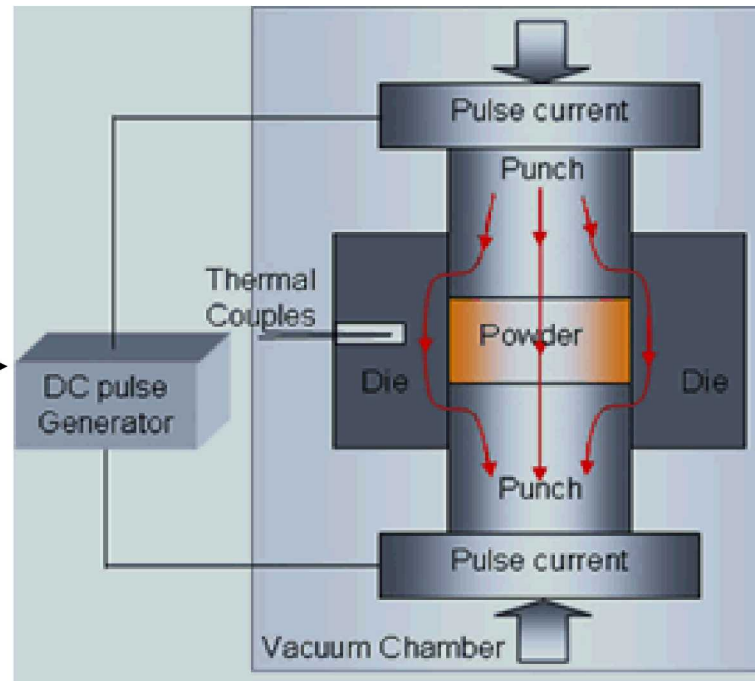 Pulse current
Punch
Thermal
Couples
Powder
DC pulse
Generator
Die
Die
Punch
Pulse current
Vacuum Chamber